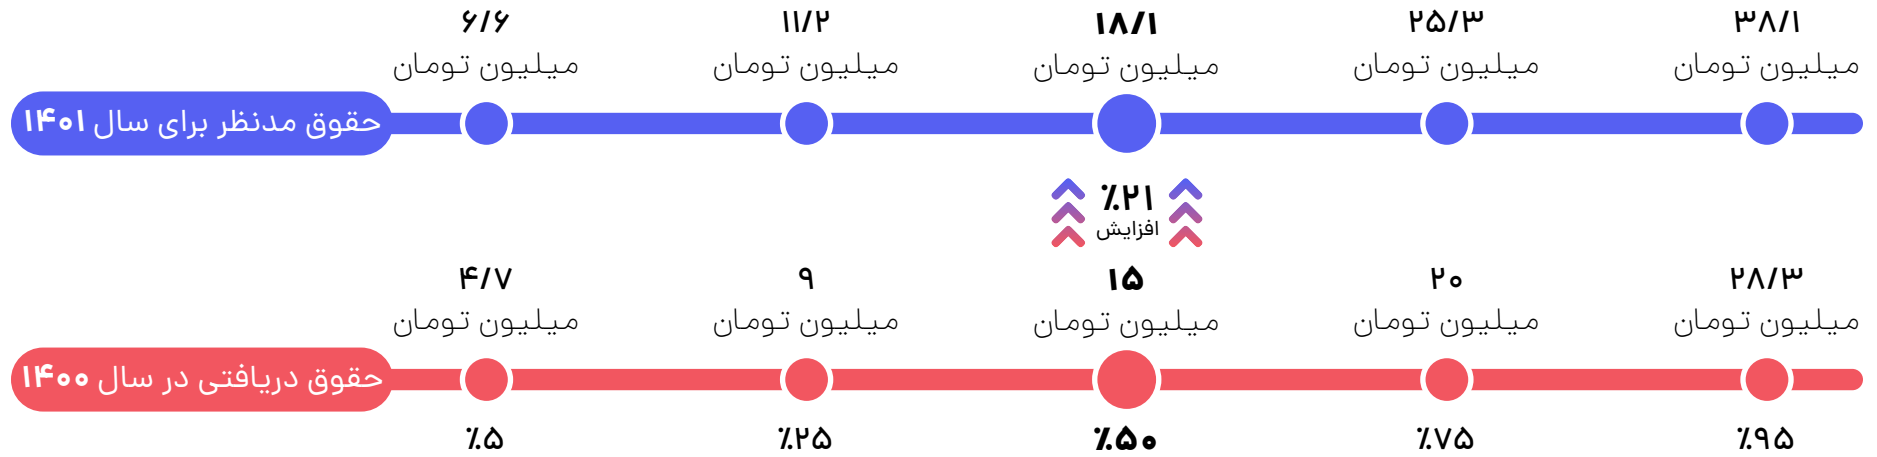 ۶/۶
میلیون تومان
۱۱/۲
میلیون تومان
۱۸/۱
میلیون تومان
۲۵/۳
میلیون تومان
۳۸/۱
میلیون تومان
حقوق مدنظر برای سال ۱۴۰۱
٪۲۱
افزایش
۴/۷
میلیون تومان
۹
میلیون تومان
۱۵
میلیون تومان
۲۰
میلیون تومان
۲۸/۳
میلیون تومان
حقوق دریافتی در سال ۱۴۰۰
٪۵
٪۲۵
٪۵۰
٪۷۵
٪۹۵